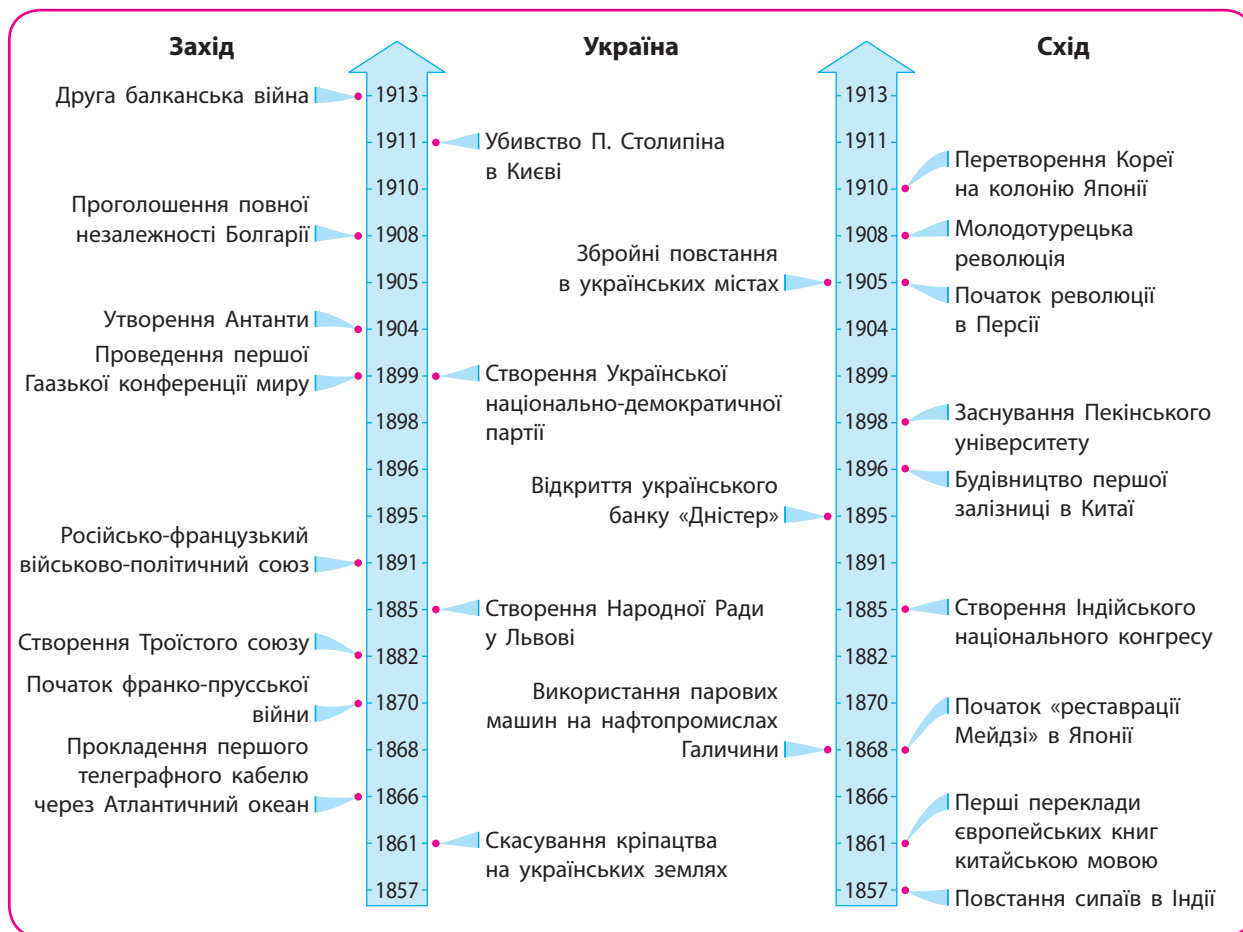 Захід
Україна
Схід
Друга балканська війна
Проголошення повної
незалежності Болгарії
Утворення Антанти
Проведення першої
Гаазької конференції миру
Російсько-французький
військово-політичний союз
Створення Троїстого союзу
Початок франко-прусської
війни
Прокладення першого
телеграфного кабелю
через Атлантичний океан
1913
1911
1910
1908
1905
1904
1899
1898
1896
1895
1891
1885
1882
1870
1868
1866
1861
1857
Убивство П. Столипіна
в Києві
Збройні повстання
в українських містах
Створення Української
національно-демократичної
партії
Відкриття українського
банку «Дністер»
Створення Народної Ради
у Львові
Використання парових
машин на нафтопромислах
Галичини
Скасування кріпацтва
на українських землях
1913
1911
1910
1908
1905
1904
1899
1898
1896
1895
1891
1885
1882
1870
1868
1866
1861
1857
Перетворення Кореї
на колонію Японії
Молодотурецька
революція
Початок революції
в Персії
Заснування Пекінського
університету
Будівництво першої
залізниці в Китаї
Створення Індійського
національного конгресу
Початок «реставрації
Мейдзі» в Японії
Перші переклади
європейських книг
китайською мовою
Повстання сипаїв в Індії